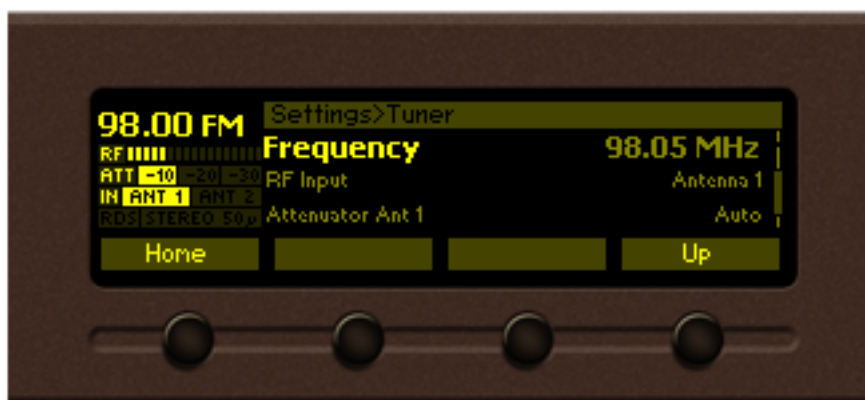 98.00 FM
RF
ATT -10 -20 -30
IN ANT 1 ANT 2
RDS STEREO 50µ
Settings>Tuner
Frequency 98.05 MHz
RF Input Antenna 1
Attenuator Ant 1 Auto
Home Up